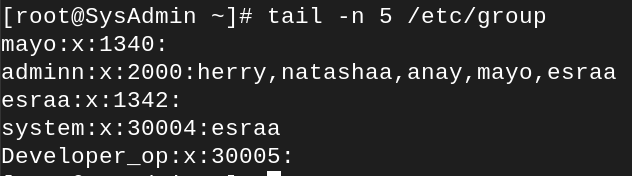 [root@SysAdmin ~]# tail -n 5 /etc/group
mayo:x:1340:
adminn:x:2000:herry,natashaa,anay,mayo,esraa
esraa:x:1342:
system:x:30004:esraa
Developer_op:x:30005: